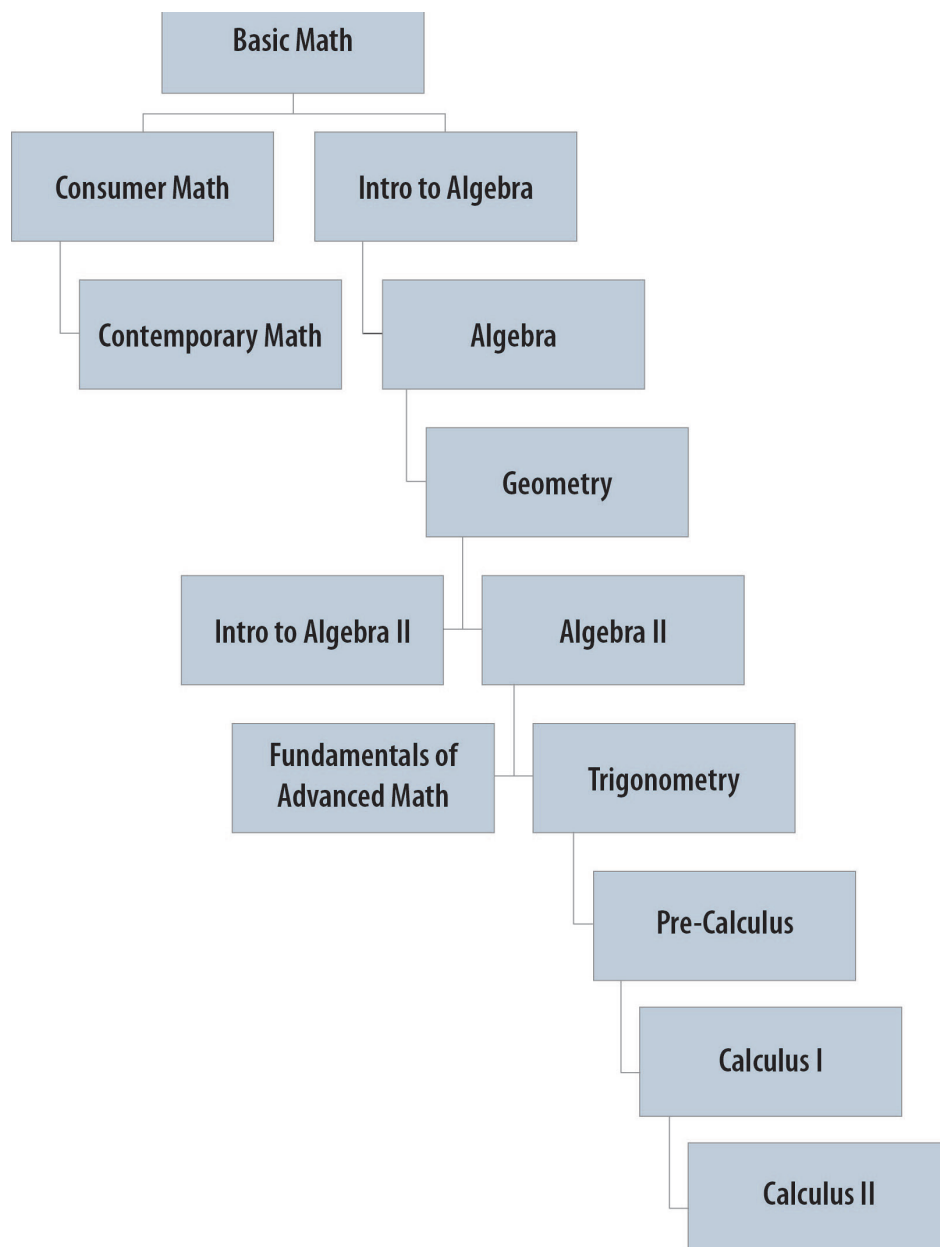 Basic Math
Consumer Math
Intro to Algebra
Contemporary Math
Algebra
Geometry
Intro to Algebra II
Algebra II
Fundamentals of
Advanced Math
Trigonometry
Pre-Calculus
Calculus I
Calculus II